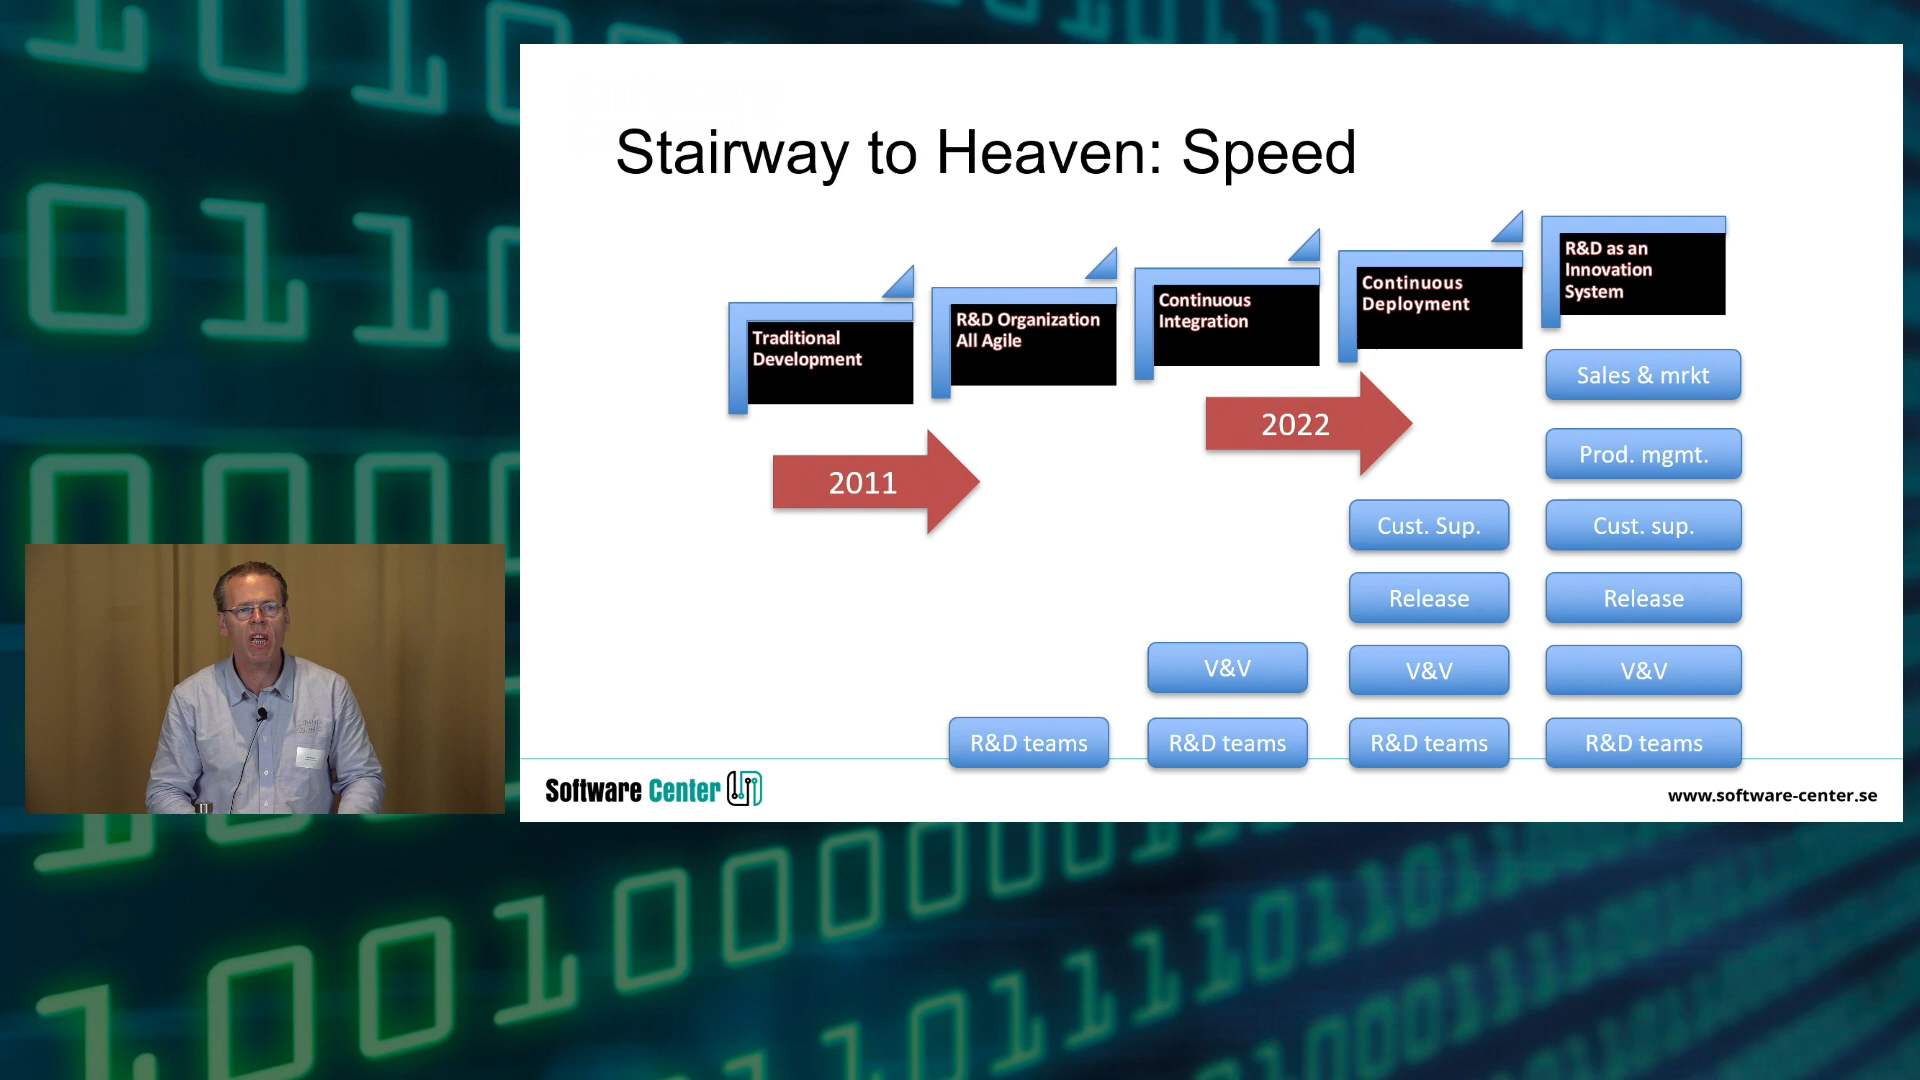 Stairway to Heaven: Speed
Traditional
Development
R&D Organization
All Agile
Continuous
Integration
Continuous
Deployment
R&D as an
Innovation
System
2011
2022
Sales & mrkt
Prod. mgmt.
Cust. Sup.
Cust. sup.
Release
Release
V&V
V&V
V&V
R&D teams
R&D teams
R&D teams
R&D teams
Software Center
www.software-center.se